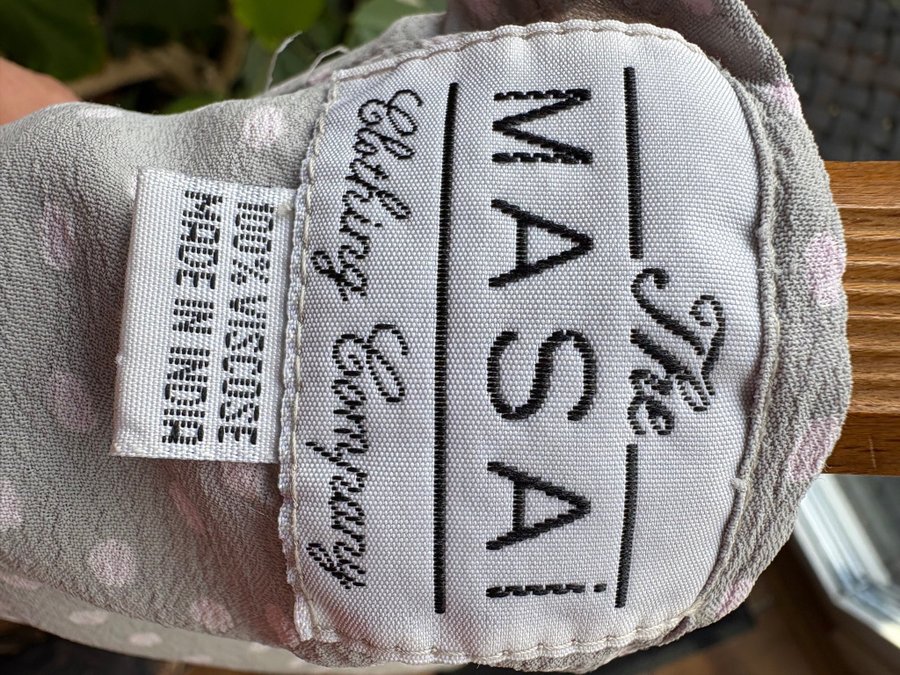 The
MASAi
Clothing Company
100% VISCOSE
MADE IN INDIA